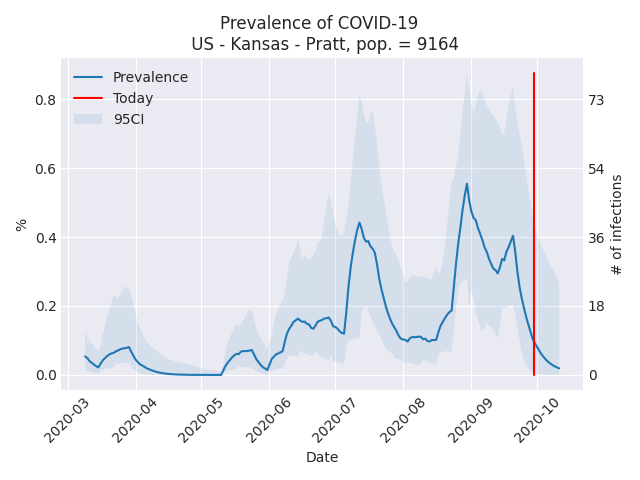 Prevalence of COVID-19
US - Kansas - Pratt, pop. = 9164
Prevalence
Today
95CI
0.8
0.6
0.4
0.2
0.0
%
73
54
36
18
0
# of infections
2020-03
2020-04
2020-05
2020-06
2020-07
2020-08
2020-09
2020-10
Date